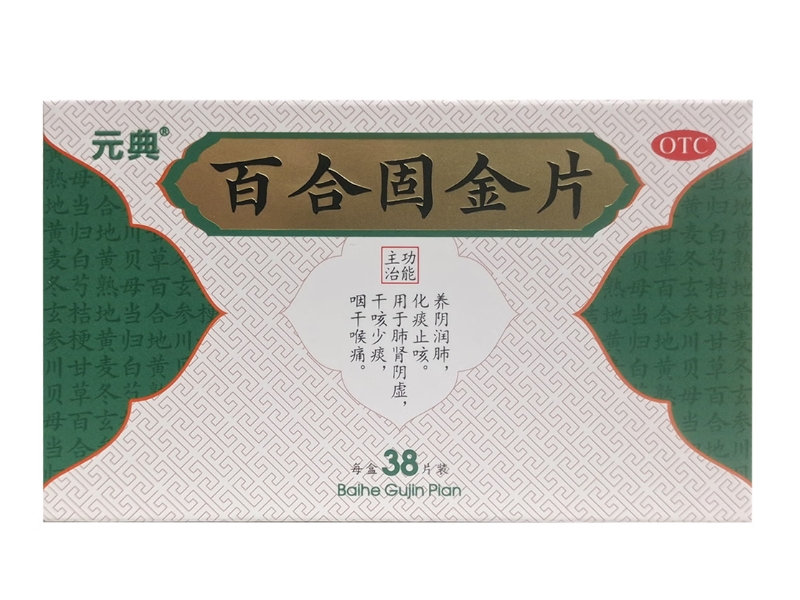 元典®
OTC
百合固金片
功能
主治
养阴润肺，
化痰止咳。
用于肺肾阴虚，
干咳少痰，
咽干喉痛。
每盒38片装
Baihe Gujin Pian